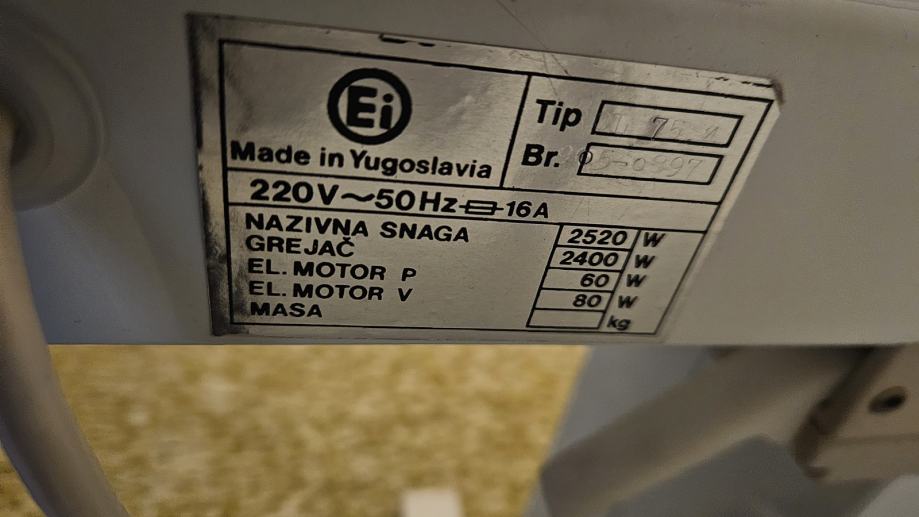 Ei
Made in Yugoslavia
Tip
Br.
220V~50Hz 16A
NAZIVNA SNAGA 2520 W
GREJAČ 2400 W
EL. MOTOR P 60 W
EL. MOTOR V 80 W
MASA kg